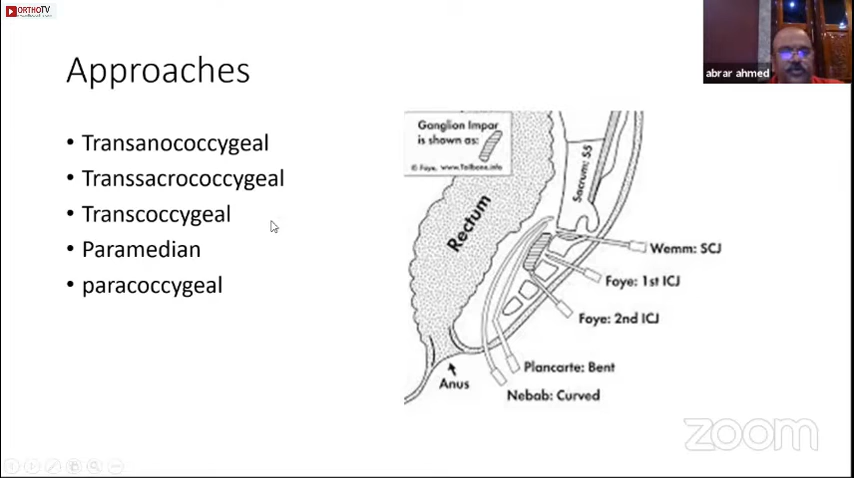 ORTHOTV
abrar ahmed
Approaches
• Transanococcygeal
• Transsacrococcygeal
• Transcoccygeal
• Paramedian
• paracoccygeal
Ganglion Impar
is shown as:
© Foye, www.Tailbone.info
Sacrum: S5
Rectum
Wemm: SCJ
Foye: 1st ICJ
Foye: 2nd ICJ
Plancarte: Bent
Anus
Nebab: Curved
zoom